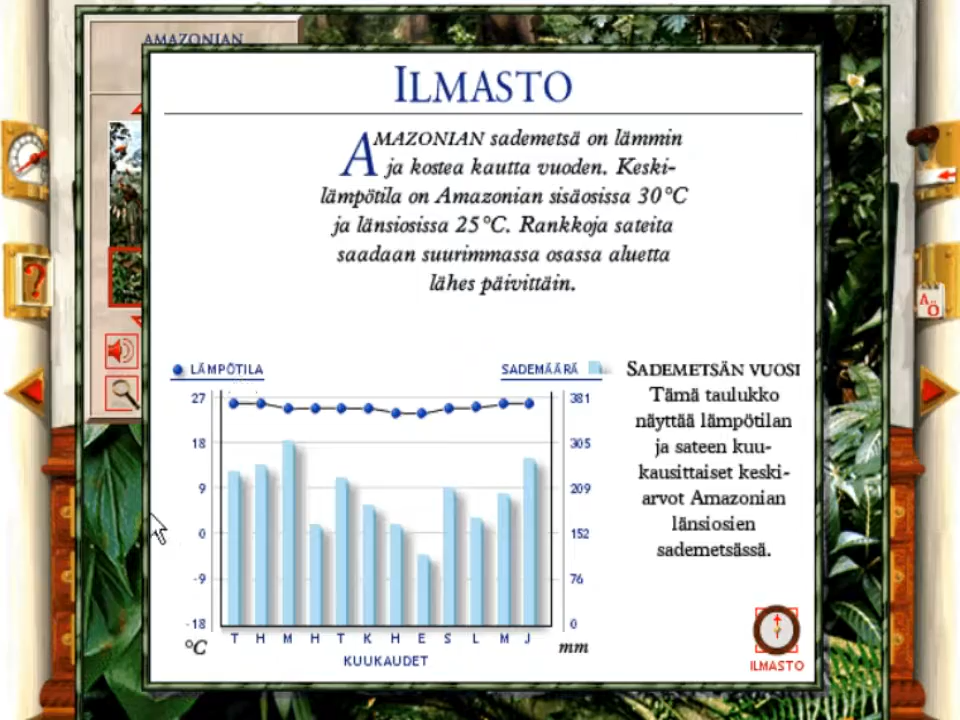 AMAZONIAN
ILMASTO
AMAZONIAN sademetsä on lämmin
ja kostea kautta vuoden. Keski-
lämpötila on Amazonian sisäosissa 30°C
ja länsiosissa 25°C. Rankkoja sateita
saadaan suurimmassa osassa aluetta
lähes päivittäin.
LÄMPÖTILA
SADEMÄÄRÄ
27
18
9
0
-9
-18
°C
381
305
209
152
76
0
mm
T H M H T K H E S L M J
KUUKAUDET
SADEMETSÄN VUOSI
Tämä taulukko
näyttää lämpötilan
ja sateen kuu-
kausittaiset keski-
arvot Amazonian
länsiosien
sademetsässä.
ILMASTO
?
A
Ö